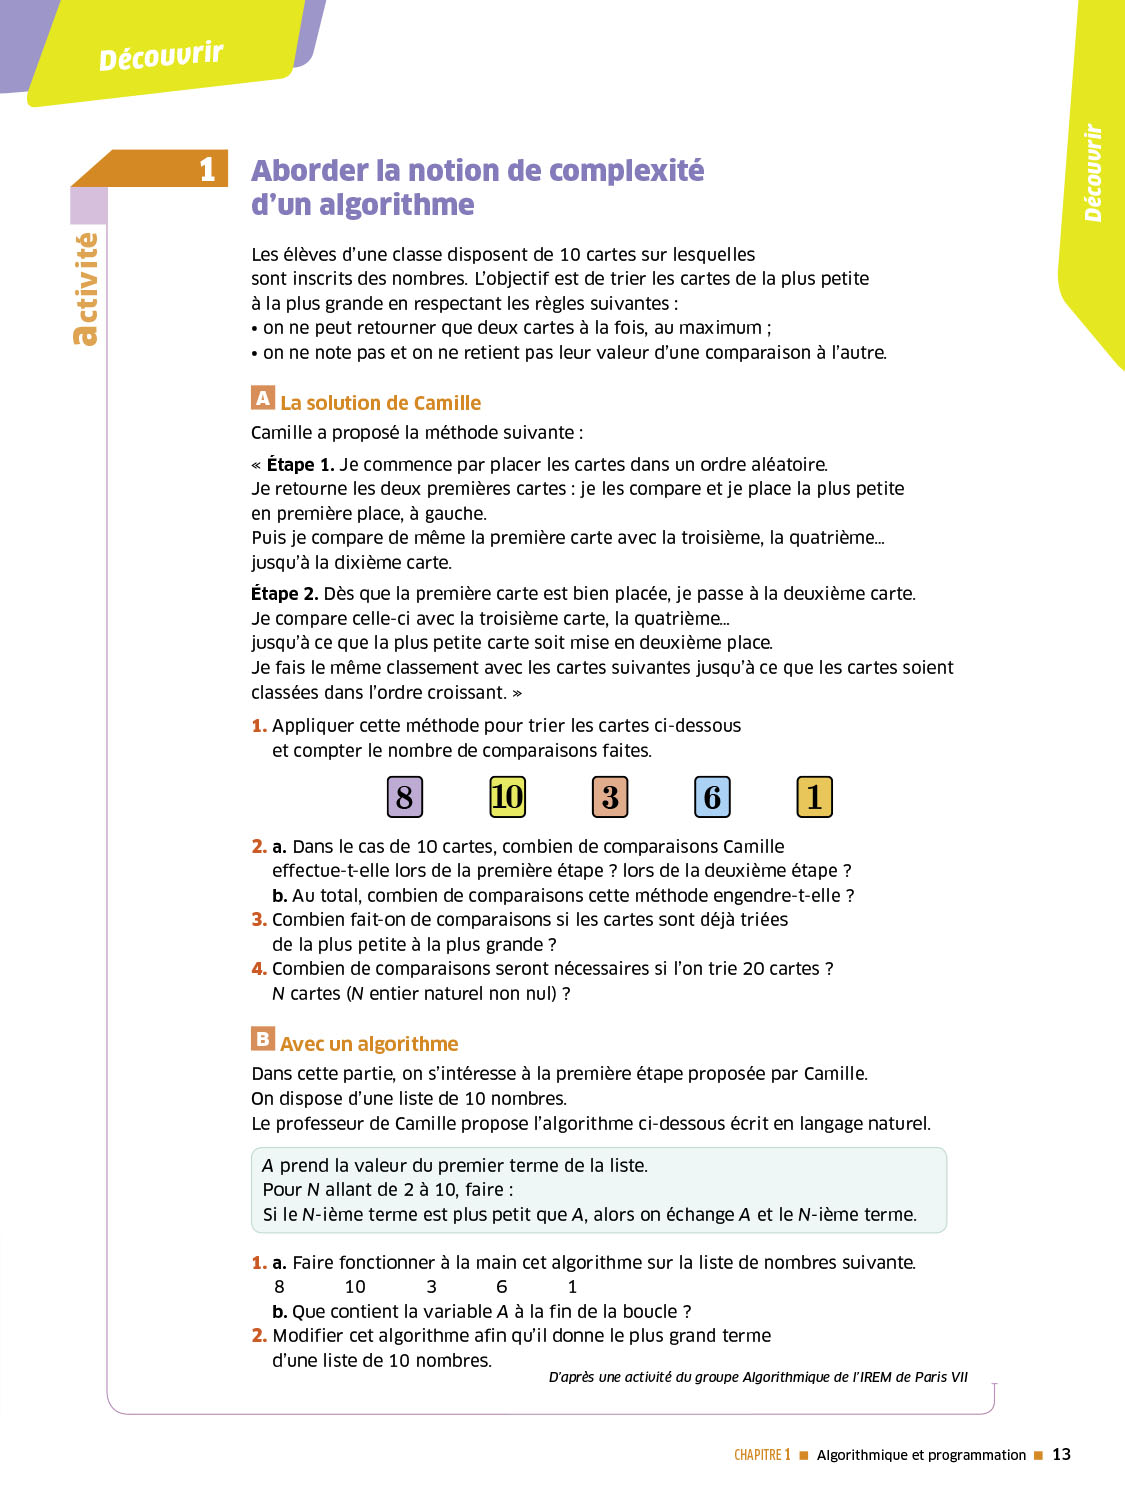 Découvrir
Découvrir
1
activité
Aborder la notion de complexité
d'un algorithme
Les élèves d'une classe disposent de 10 cartes sur lesquelles
sont inscrits des nombres. L'objectif est de trier les cartes de la plus petite
à la plus grande en respectant les règles suivantes :
• on ne peut retourner que deux cartes à la fois, au maximum ;
• on ne note pas et on ne retient pas leur valeur d'une comparaison à l'autre.
A La solution de Camille
Camille a proposé la méthode suivante :
« Étape 1. Je commence par placer les cartes dans un ordre aléatoire.
Je retourne les deux premières cartes : je les compare et je place la plus petite
en première place, à gauche.
Puis je compare de même la première carte avec la troisième, la quatrième...
jusqu'à la dixième carte.
Étape 2. Dès que la première carte est bien placée, je passe à la deuxième carte.
Je compare celle-ci avec la troisième carte, la quatrième...
jusqu'à ce que la plus petite carte soit mise en deuxième place.
Je fais le même classement avec les cartes suivantes jusqu'à ce que les cartes soient
classées dans l'ordre croissant. »
1. Appliquer cette méthode pour trier les cartes ci-dessous
et compter le nombre de comparaisons faites.
8 10 3 6 1
2. a. Dans le cas de 10 cartes, combien de comparaisons Camille
effectue-t-elle lors de la première étape ? lors de la deuxième étape ?
b. Au total, combien de comparaisons cette méthode engendre-t-elle ?
3. Combien fait-on de comparaisons si les cartes sont déjà triées
de la plus petite à la plus grande ?
4. Combien de comparaisons seront nécessaires si l'on trie 20 cartes ?
N cartes (N entier naturel non nul) ?
B Avec un algorithme
Dans cette partie, on s'intéresse à la première étape proposée par Camille.
On dispose d'une liste de 10 nombres.
Le professeur de Camille propose l'algorithme ci-dessous écrit en langage naturel.
A prend la valeur du premier terme de la liste.
Pour N allant de 2 à 10, faire :
Si le N-ième terme est plus petit que A, alors on échange A et le N-ième terme.
1. a. Faire fonctionner à la main cet algorithme sur la liste de nombres suivante.
8 10 3 6 1
b. Que contient la variable A à la fin de la boucle ?
2. Modifier cet algorithme afin qu'il donne le plus grand terme
d'une liste de 10 nombres.
D'après une activité du groupe Algorithmique de l'IREM de Paris VII
CHAPITRE 1 ■ Algorithmique et programmation ■ 13